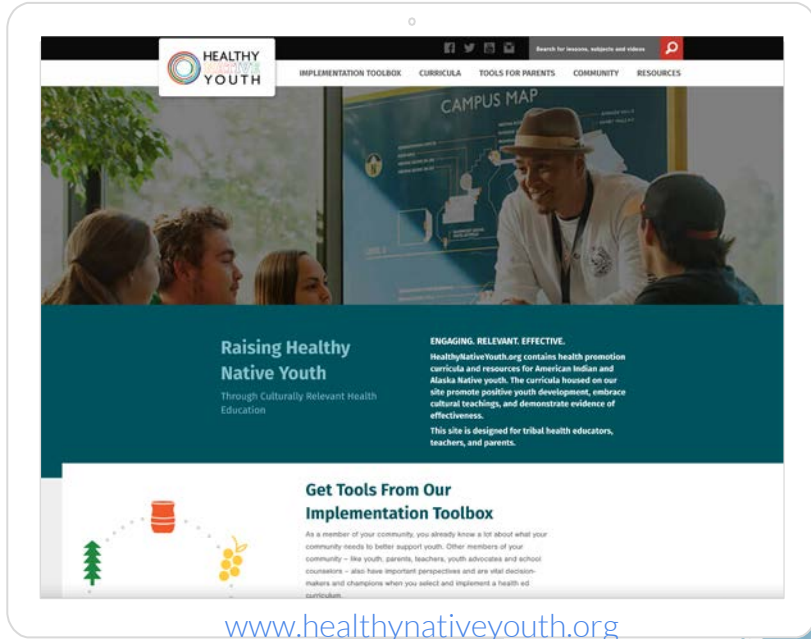 HEALTHY
NATIVE
YOUTH
Search for lessons, subjects and videos
IMPLEMENTATION TOOLBOX CURRICULA TOOLS FOR PARENTS COMMUNITY RESOURCES
CAMPUS MAP
Raising Healthy
Native Youth
Through Culturally Relevant Health
Education
ENGAGING. RELEVANT. EFFECTIVE.
HealthyNativeYouth.org contains health promotion
curricula and resources for American Indian and
Alaska Native youth. The curricula housed on our
site promote positive youth development, embrace
cultural teachings, and demonstrate evidence of
effectiveness.
This site is designed for tribal health educators,
teachers, and parents.
Get Tools From Our
Implementation Toolbox
As a member of your community, you already know a lot about what your
community needs to better support youth. Other members of your
community – like youth, parents, teachers, youth advocates and school
counselors – also have important perspectives and are vital decision-
makers and champions when you select and implement a health ed
curriculum.
www.healthynativeyouth.org